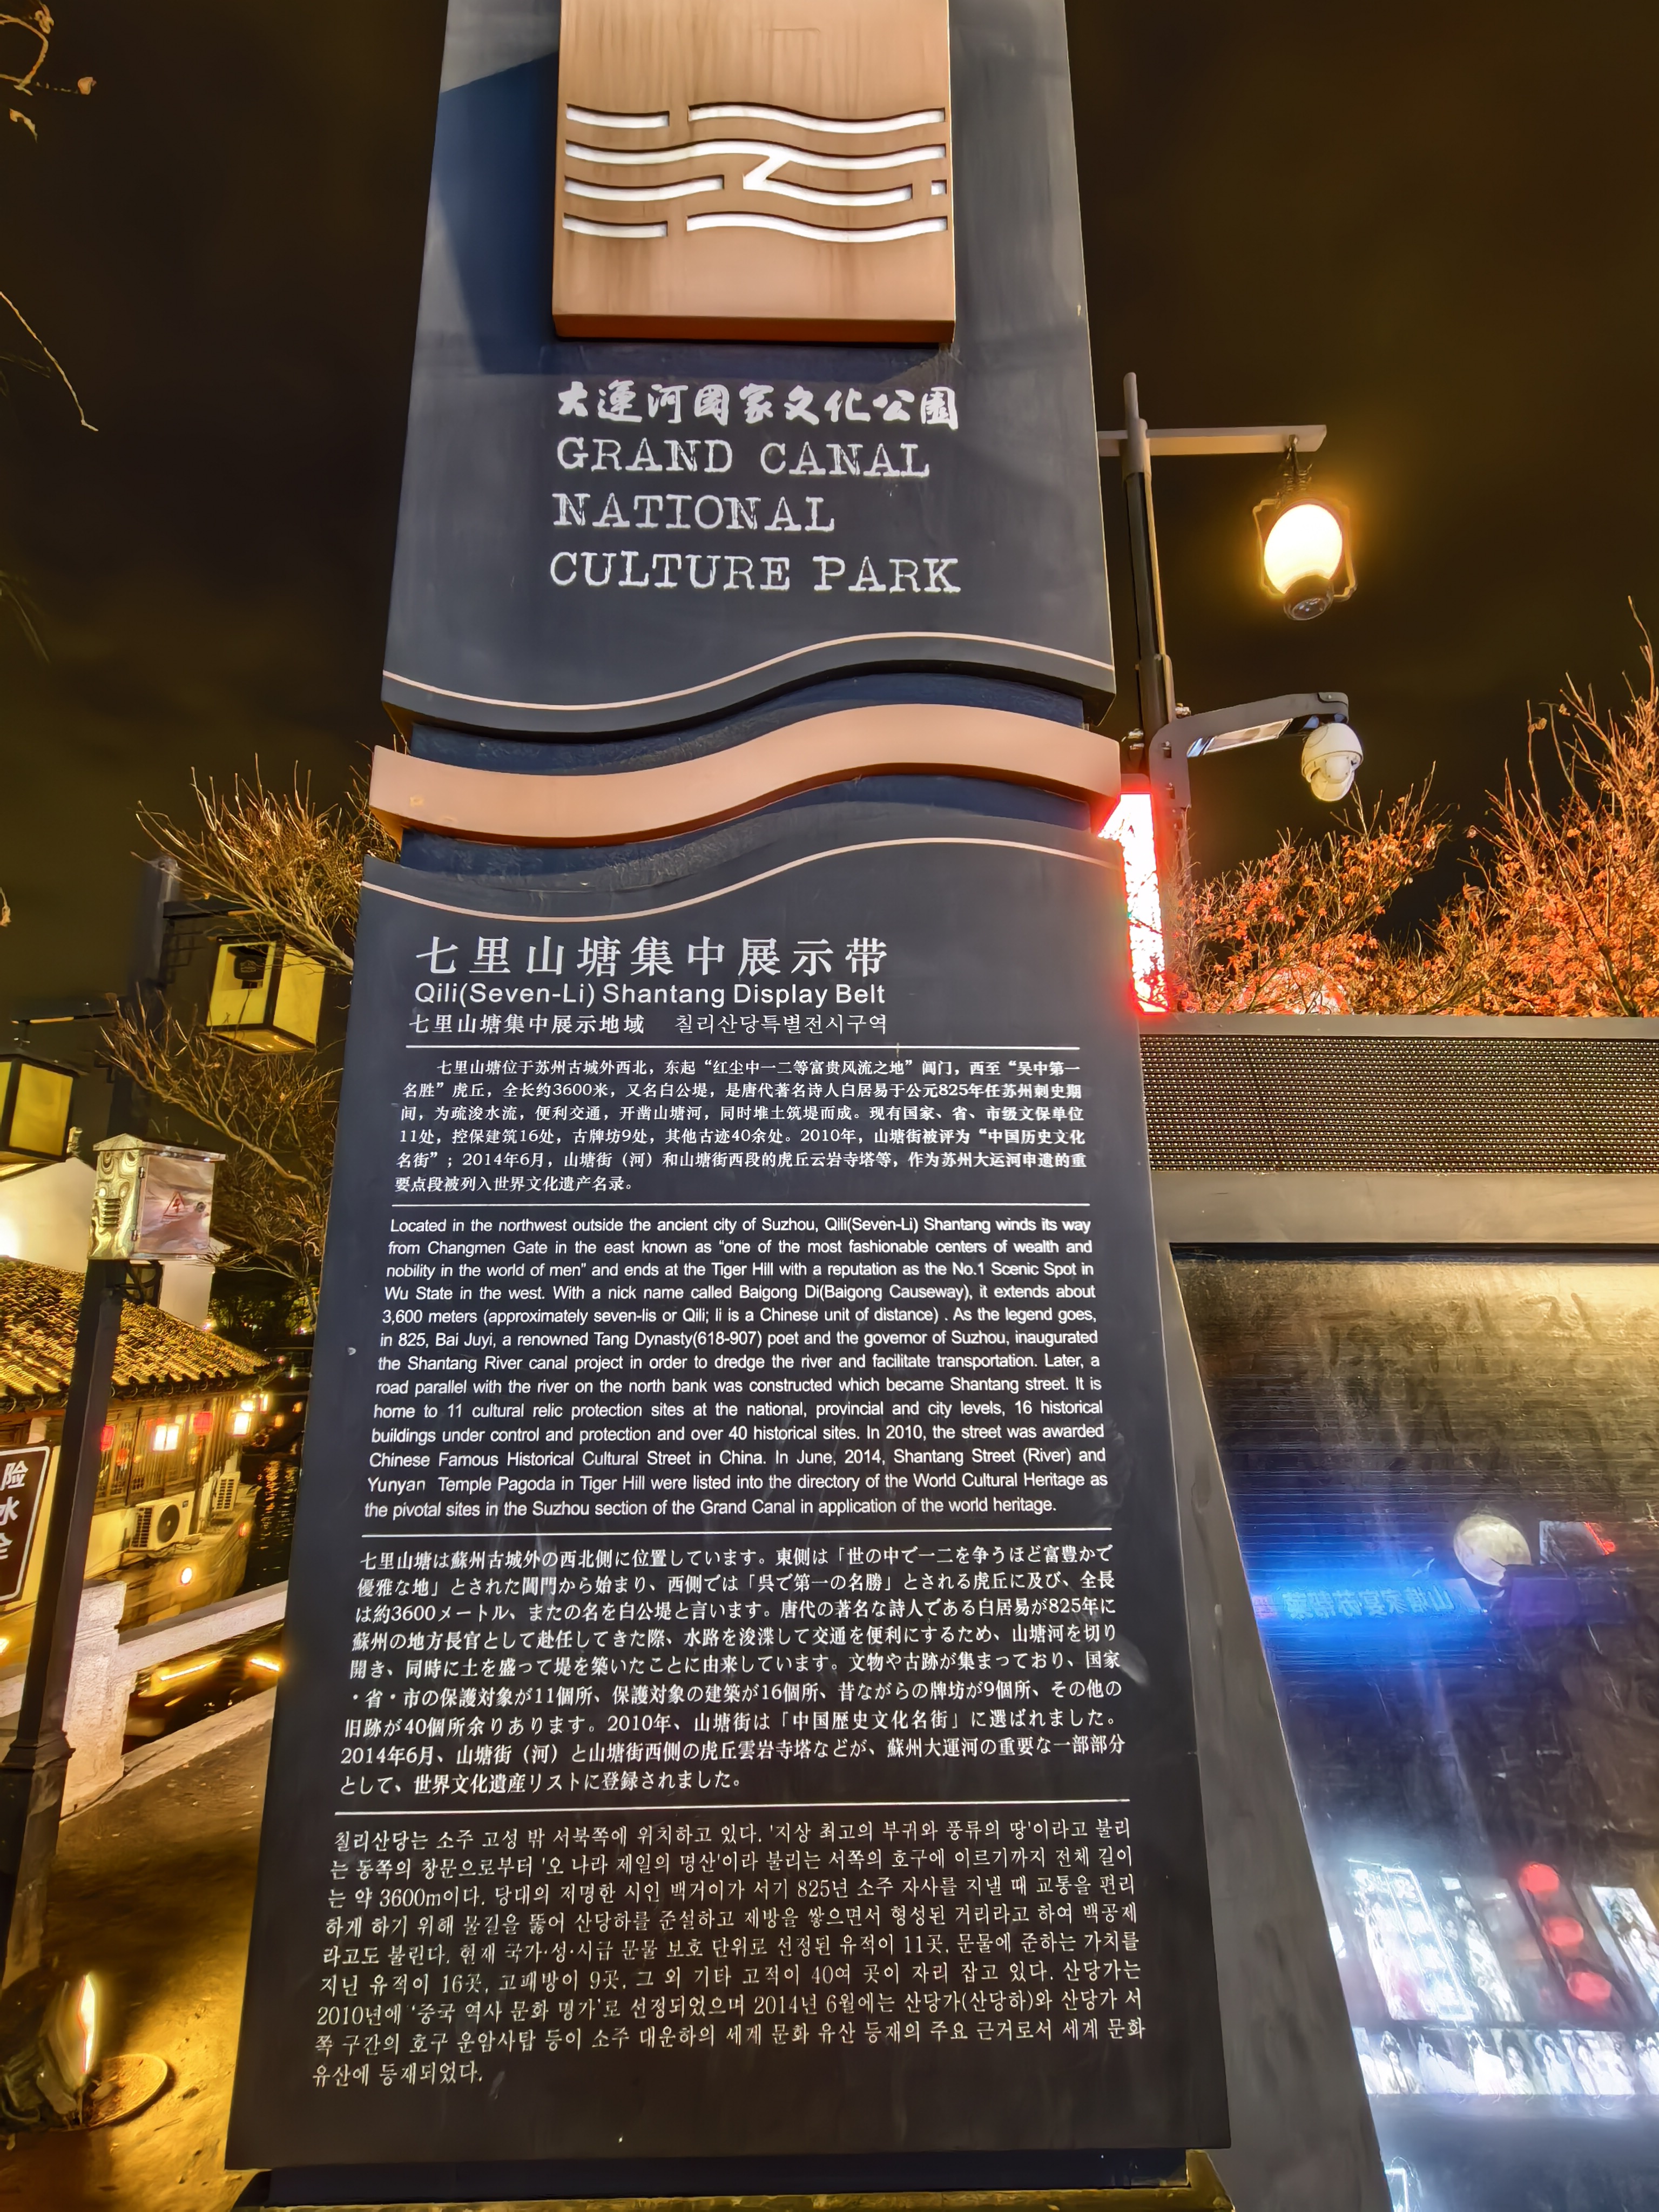 大運河國家文化公園
GRAND CANAL
NATIONAL
CULTURE PARK
七里山塘集中展示带
Qili(Seven-Li) Shantang Display Belt
七里山塘集中展示地域 칠리산당특별전시구역
七里山塘位于苏州古城外西北，东起“红尘中一二等富贵风流之地”阊门，西至“吴中第一
名胜”虎丘，全长约3600米，又名白公堤，是唐代著名诗人白居易于公元825年任苏州刺史期
间，为疏浚水流，便利交通，开凿山塘河，同时堆土筑堤而成。现有国家、省、市级文保单位
11处，控保建筑16处，古牌坊9处，其他古迹40余处。2010年，山塘街被评为“中国历史文化
名街”；2014年6月，山塘街（河）和山塘街西段的虎丘云岩寺塔等，作为苏州大运河申遗的重
要点段被列入世界文化遗产名录。
Located in the northwest outside the ancient city of Suzhou, Qili(Seven-Li) Shantang winds its way
from Changmen Gate in the east known as “one of the most fashionable centers of wealth and
nobility in the world of men” and ends at the Tiger Hill with a reputation as the No.1 Scenic Spot in
Wu State in the west. With a nick name called Baigong Di(Baigong Causeway), it extends about
3,600 meters (approximately seven-lis or Qili; li is a Chinese unit of distance) . As the legend goes,
in 825, Bai Juyi, a renowned Tang Dynasty(618-907) poet and the governor of Suzhou, inaugurated
the Shantang River canal project in order to dredge the river and facilitate transportation. Later, a
road parallel with the river on the north bank was constructed which became Shantang street. It is
home to 11 cultural relic protection sites at the national, provincial and city levels, 16 historical
buildings under control and protection and over 40 historical sites. In 2010, the street was awarded
Chinese Famous Historical Cultural Street in China. In June, 2014, Shantang Street (River) and
Yunyan Temple Pagoda in Tiger Hill were listed into the directory of the World Cultural Heritage as
the pivotal sites in the Suzhou section of the Grand Canal in application of the world heritage.
七里山塘は蘇州古城外の西北側に位置しています。東側は「世の中で一二を争うほど富豊かで
優雅な地」とされた閶門から始まり、西側では「呉で第一の名勝」とされる虎丘に及び、全長
は約3600メートル、またの名を白公堤と言います。唐代の著名な詩人である白居易が825年に
蘇州の地方長官として赴任してきた際、水路を浚渫して交通を便利にするため、山塘河を切り
開き、同時に土を盛って堤を築いたことに由来しています。文物や古跡が集まっており、国家
・省・市の保護対象が11個所、保護対象の建築が16個所、昔ながらの牌坊が9個所、その他の
旧跡が40個所余りあります。2010年、山塘街は「中国歴史文化名街」に選ばれました。
2014年6月、山塘街（河）と山塘街西側の虎丘雲岩寺塔などが、蘇州大運河の重要な一部部分
として、世界文化遺産リストに登録されました。
칠리산당는 소주 고성 밖 서북쪽에 위치하고 있다. '지상 최고의 부귀와 풍류의 땅'이라고 불리
는 동쪽의 창문으로부터 '오 나라 제일의 명산'이라 불리는 서쪽의 호구에 이르기까지 전체 길이
는 약 3600m이다. 당대의 저명한 시인 백거이가 서기 825년 소주 자사를 지낼 때 교통을 편리
하게 하기 위해 물길을 뚫어 산당하를 준설하고 제방을 쌓으면서 형성된 거리라고 하여 백공제
라고도 불린다. 현재 국가·성·시급 문물 보호 단위로 선정된 유적이 11곳, 문물에 준하는 가치를
지닌 유적이 16곳, 고패방이 9곳, 그 외 기타 고적이 40여 곳이 자리 잡고 있다. 산당가는
2010년에 '중국 역사 문화 명가'로 선정되었으며 2014년 6월에는 산당가(산당하)와 산당가 서
쪽 구간의 호구 운암사탑 등이 소주 대운하의 세계 문화 유산 등재의 주요 근거로서 세계 문화
유산에 등재되었다.
险
水